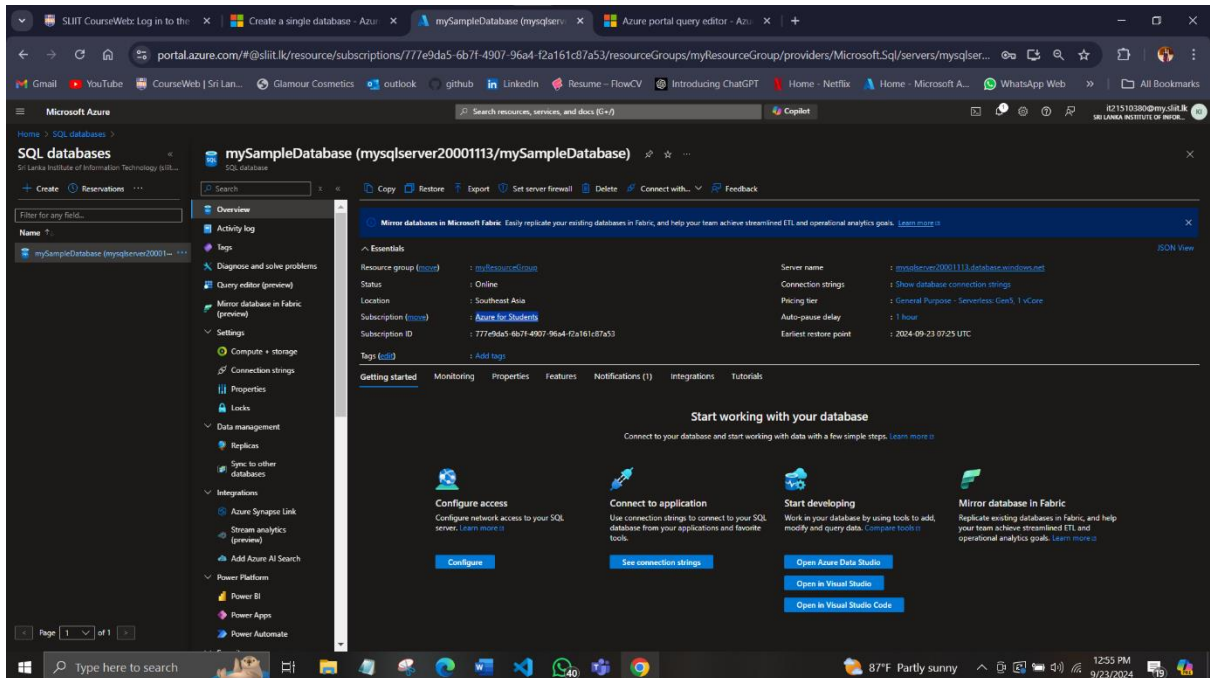 SLIIT CourseWeb: Log in to the
Create a single database - Azur
mySampleDatabase (mysqlserve
Azure portal query editor - Azu
portal.azure.com/#@sliit.lk/resource/subscriptions/777e9da5-6b7f-4907-96a4-f2a161c87a53/resourceGroups/myResourceGroup/providers/Microsoft.Sql/servers/mysqlser...
Gmail YouTube CourseWeb | Sri Lan... Glamour Cosmetics outlook github LinkedIn Resume – FlowCV Introducing ChatGPT Home - Netflix Home - Microsoft A... WhatsApp Web » All Bookmarks
Microsoft Azure
Search resources, services, and docs (G+/)
Copilot
it21510380@my.sliit.lk
SRI LANKA INSTITUTE OF INFOR...
KI
Home > SQL databases >
SQL databases
Sri Lanka Institute of Information Technology (sliit....
+ Create Reservations ...
Filter for any field...
Name ↑
mySampleDatabase (mysqlserver20001— ...
Page 1 of 1
mySampleDatabase (mysqlserver20001113/mySampleDatabase)
SQL database
Search
Overview
Activity log
Tags
Diagnose and solve problems
Query editor (preview)
Mirror database in Fabric
(preview)
Settings
Compute + storage
Connection strings
Properties
Locks
Data management
Replicas
Sync to other
databases
Integrations
Azure Synapse Link
Stream analytics
(preview)
Add Azure AI Search
Power Platform
Power BI
Power Apps
Power Automate
Copy Restore Export Set server firewall Delete Connect with... Feedback
Mirror databases in Microsoft Fabric Easily replicate your existing databases in Fabric, and help your team achieve streamlined ETL and operational analytics goals. Learn more
Essentials
JSON View
Resource group (move) : myResourceGroup
Status : Online
Location : Southeast Asia
Subscription (move) : Azure for Students
Subscription ID : 777e9da5-6b7f-4907-96a4-f2a161c87a53
Server name : mysqlserver20001113.database.windows.net
Connection strings : Show database connection strings
Pricing tier : General Purpose - Serverless: Gen5, 1 vCore
Auto-pause delay : 1 hour
Earliest restore point : 2024-09-23 07:25 UTC
Tags (edit) : Add tags
Getting started Monitoring Properties Features Notifications (1) Integrations Tutorials
Start working with your database
Connect to your database and start working with data with a few simple steps. Learn more
Configure access
Configure network access to your SQL
server. Learn more
Configure
Connect to application
Use connection strings to connect to your SQL
database from your applications and favorite
tools.
See connection strings
Start developing
Work in your database by using tools to add,
modify and query data. Compare tools
Open Azure Data Studio
Open in Visual Studio
Open in Visual Studio Code
Mirror database in Fabric
Replicate existing databases in Fabric, and help
your team achieve streamlined ETL and
operational analytics goals. Learn more
Type here to search
40
87°F Partly sunny
12:55 PM
9/23/2024
19